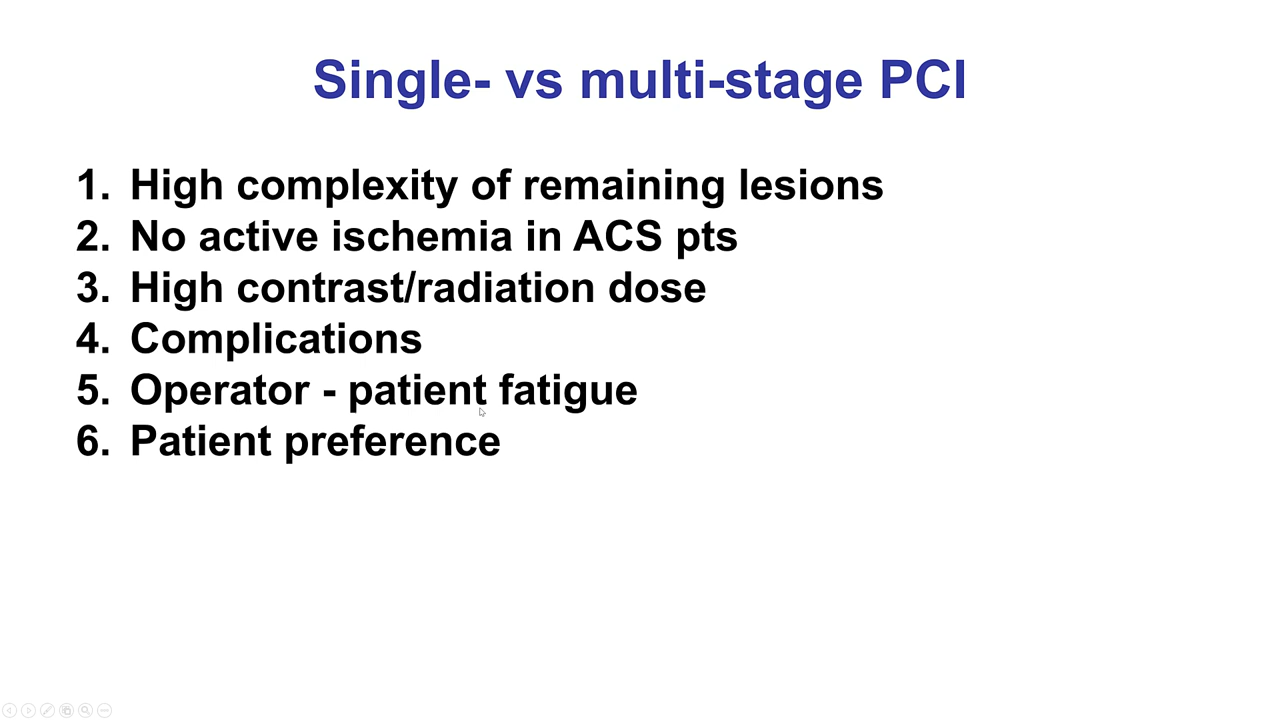 Single- vs multi-stage PCI
1. High complexity of remaining lesions
2. No active ischemia in ACS pts
3. High contrast/radiation dose
4. Complications
5. Operator - patient fatigue
6. Patient preference